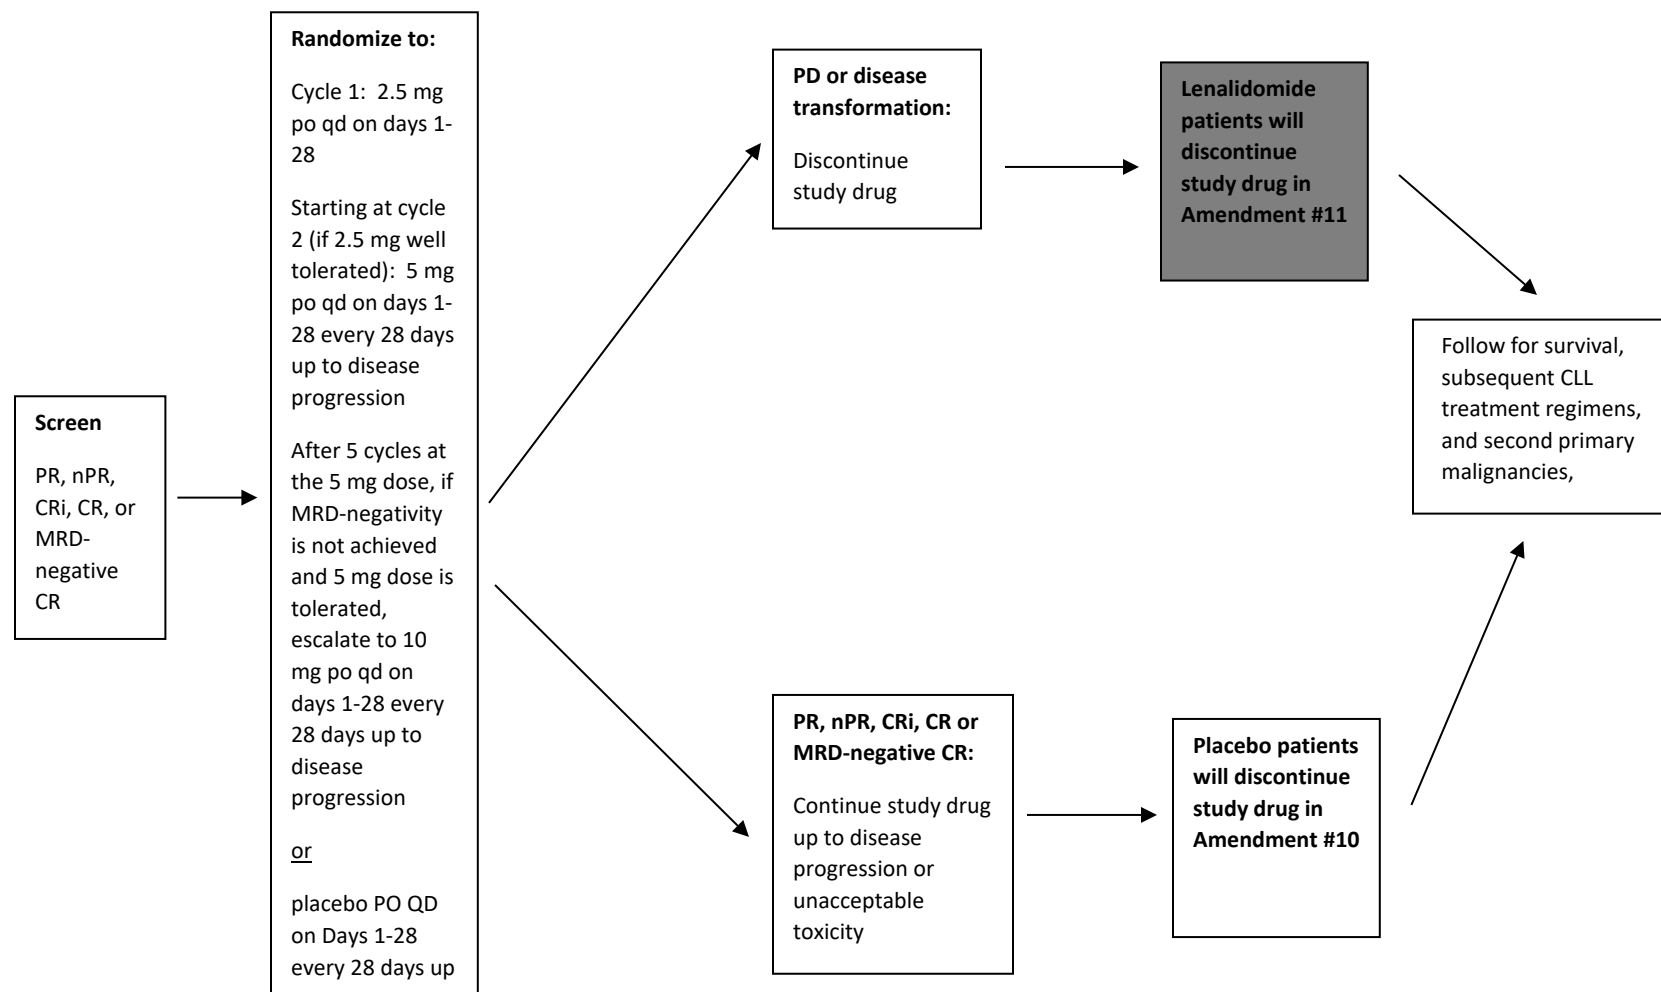 Screen
PR, nPR,
CRi, CR, or
MRD-
negative
CR
Randomize to:
Cycle 1: 2.5 mg
po qd on days 1-
28
Starting at cycle
2 (if 2.5 mg well
tolerated): 5 mg
po qd on days 1-
28 every 28 days
up to disease
progression
After 5 cycles at
the 5 mg dose, if
MRD-negativity
is not achieved
and 5 mg dose is
tolerated,
escalate to 10
mg po qd on
days 1-28 every
28 days up to
disease
progression
or
placebo PO QD
on Days 1-28
every 28 days up
PD or disease
transformation:
Discontinue
study drug
Lenalidomide
patients will
discontinue
study drug in
Amendment #11
PR, nPR, CRi, CR or
MRD-negative CR:
Continue study drug
up to disease
progression or
unacceptable
toxicity
Placebo patients
will discontinue
study drug in
Amendment #10
Follow for survival,
subsequent CLL
treatment regimens,
and second primary
malignancies,